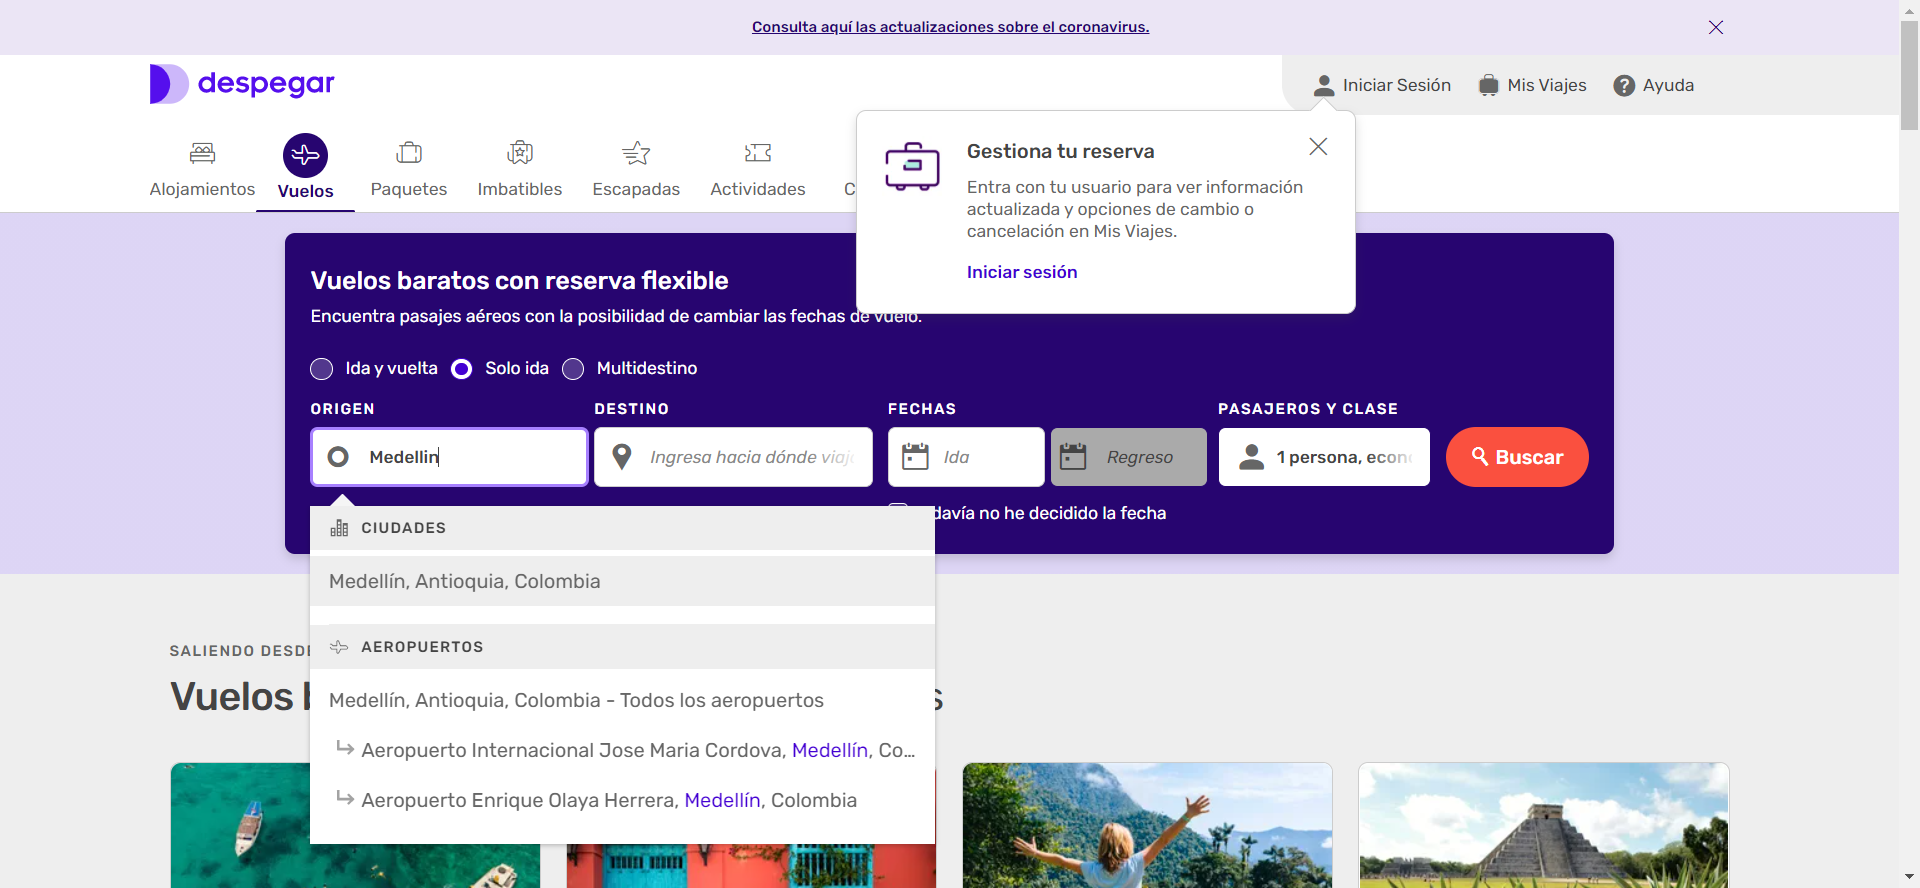 Consulta aquí las actualizaciones sobre el coronavirus.
despegar
Iniciar Sesión
Mis Viajes
Ayuda
Alojamientos
Vuelos
Paquetes
Imbatibles
Escapadas
Actividades
C
Gestiona tu reserva
Entra con tu usuario para ver información
actualizada y opciones de cambio o
cancelación en Mis Viajes.
Iniciar sesión
Vuelos baratos con reserva flexible
Encuentra pasajes aéreos con la posibilidad de cambiar las fechas de vuelo.
Ida y vuelta
Solo ida
Multidestino
ORIGEN
DESTINO
FECHAS
PASAJEROS Y CLASE
Medellin
Ingresa hacia dónde viaj
Ida
Regreso
1 persona, econ
Buscar
davía no he decidido la fecha
CIUDADES
Medellín, Antioquia, Colombia
AEROPUERTOS
Medellín, Antioquia, Colombia - Todos los aeropuertos
Aeropuerto Internacional Jose Maria Cordova, Medellín, Co...
Aeropuerto Enrique Olaya Herrera, Medellín, Colombia
SALIENDO DESDE
Vuelos b
s